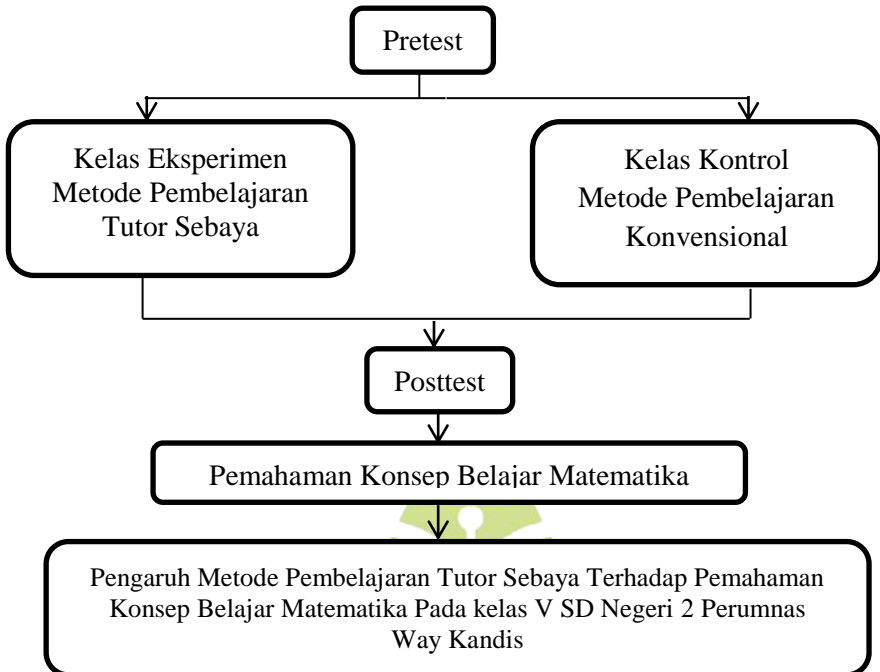 Pretest
Kelas Eksperimen
Metode Pembelajaran
Tutor Sebaya
Kelas Kontrol
Metode Pembelajaran
Konvensional
Posttest
Pemahaman Konsep Belajar Matematika
Pengaruh Metode Pembelajaran Tutor Sebaya Terhadap Pemahaman
Konsep Belajar Matematika Pada kelas V SD Negeri 2 Perumnas
Way Kandis